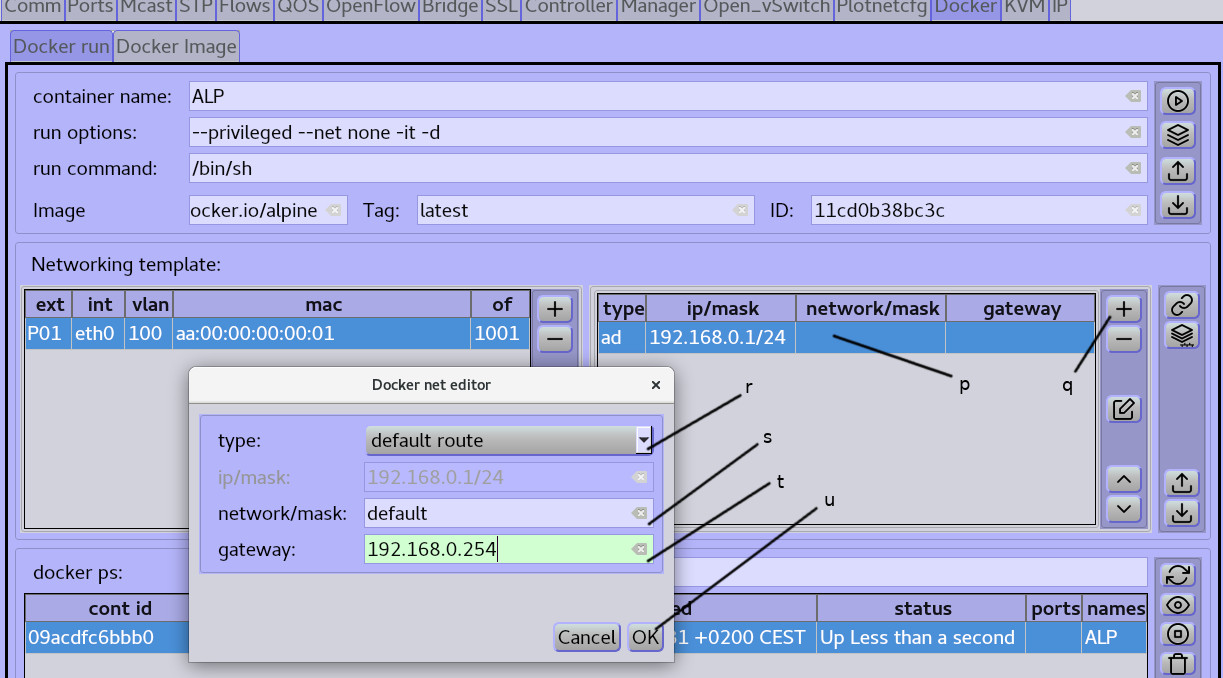 Comm Ports Mcast STP Flows QOS OpenFlow Bridge SSL Controller Manager Open_vSwitch Plotnetcfg Docker KVM IP
Docker run Docker Image
container name: ALP
run options: --privileged --net none -it -d
run command: /bin/sh
Image ocker.io/alpine Tag: latest ID: 11cd0b38bc3c
Networking template:
ext int vlan mac of
P01 eth0 100 aa:00:00:00:00:01 1001
type ip/mask network/mask gateway
ad 192.168.0.1/24
p q
Docker net editor
r
type: default route
s
ip/mask: 192.168.0.1/24
t
network/mask: default
u
gateway: 192.168.0.254
Cancel OK
docker ps:
cont id status ports names
09acdfc6bbb0 +0200 CEST Up Less than a second ALP